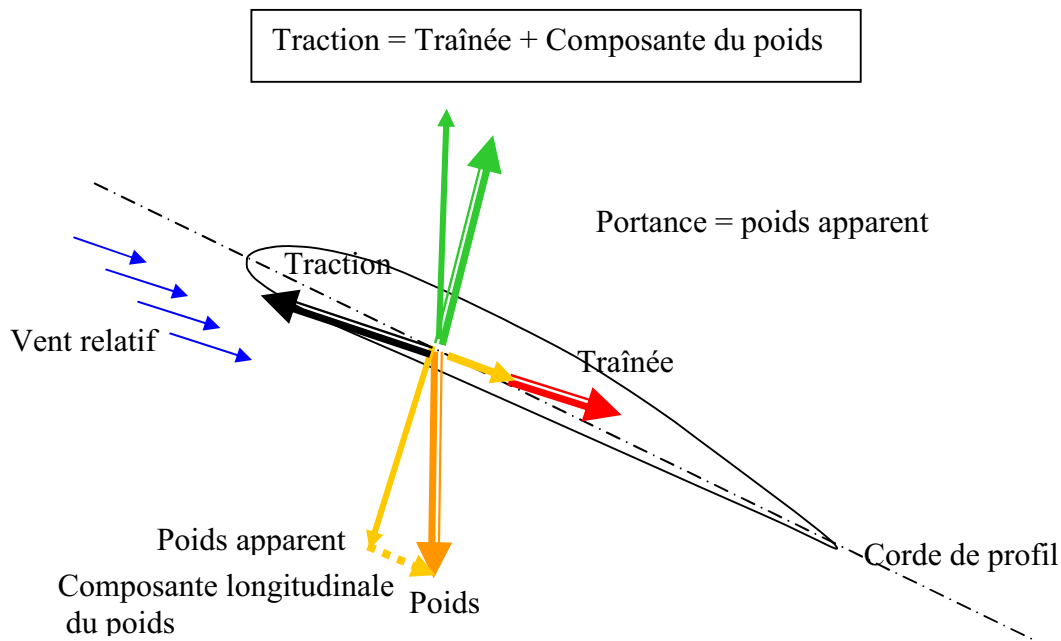 Traction = Traînée + Composante du poids
Portance = poids apparent
Traction
Vent relatif
Traînée
Poids apparent
Corde de profil
Composante longitudinale
du poids
Poids